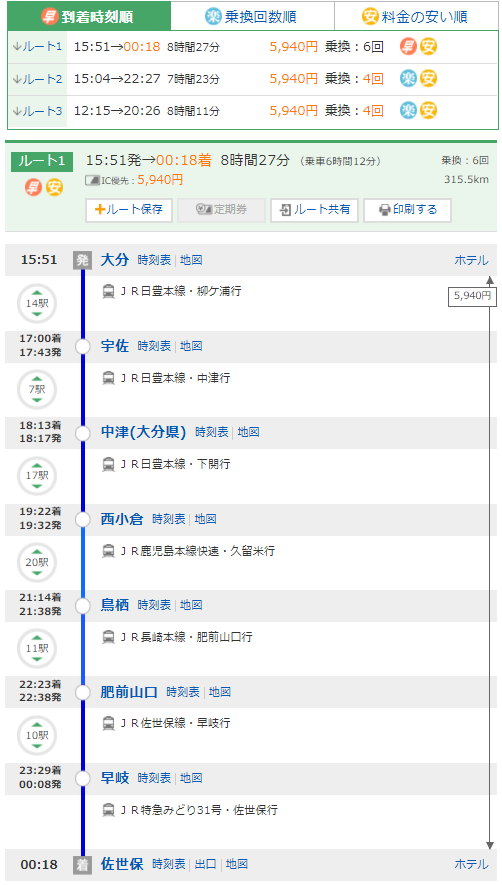 早 到着時刻順 楽 乗換回数順 安 料金の安い順
ルート1 15:51→00:18 8時間27分 5,940円 乗換：6回 早 安
ルート2 15:04→22:27 7時間23分 5,940円 乗換：4回 楽 安
ルート3 12:15→20:26 8時間11分 5,940円 乗換：4回 楽 安
ルート1 15:51発→00:18着 8時間27分 （乗車6時間12分） 乗換：6回
早 安 IC優先：5,940円 315.5km
ルート保存 定期券 ルート共有 印刷する
15:51 発 大分 時刻表 | 地図 ホテル
14駅 ＪＲ日豊本線・柳ケ浦行 5,940円
17:00着
17:43発 宇佐 時刻表 | 地図
7駅 ＪＲ日豊本線・中津行
18:13着
18:17発 中津(大分県) 時刻表 | 地図
17駅 ＪＲ日豊本線・下関行
19:22着
19:32発 西小倉 時刻表 | 地図
20駅 ＪＲ鹿児島本線快速・久留米行
21:14着
21:38発 鳥栖 時刻表 | 地図
11駅 ＪＲ長崎本線・肥前山口行
22:23着
22:38発 肥前山口 時刻表 | 地図
10駅 ＪＲ佐世保線・早岐行
23:29着
00:08発 早岐 時刻表 | 地図
ＪＲ特急みどり31号・佐世保行
00:18 着 佐世保 時刻表 | 出口 | 地図 ホテル